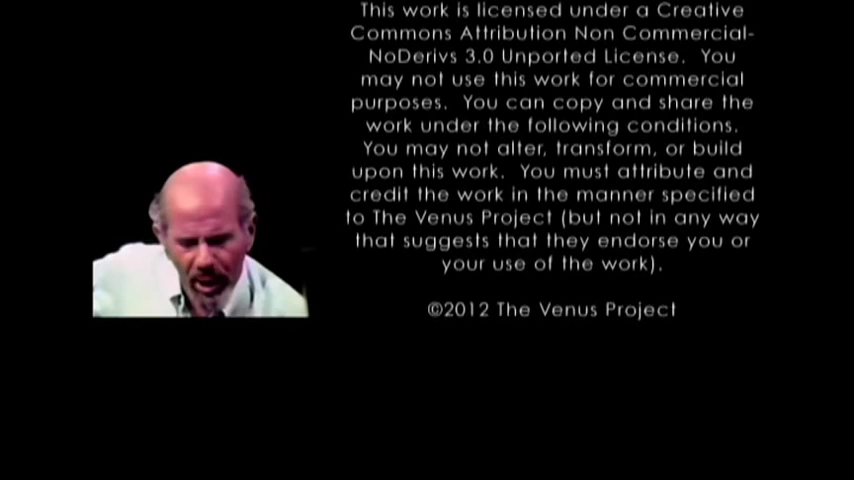 This work is licensed under a Creative
Commons Attribution Non Commercial-
NoDerivs 3.0 Unported License.  You
may not use this work for commercial
purposes.  You can copy and share the
work under the following conditions.
You may not alter, transform, or build
upon this work.  You must attribute and
credit the work in the manner specified
to The Venus Project (but not in any way
that suggests that they endorse you or
your use of the work).
©2012 The Venus Project